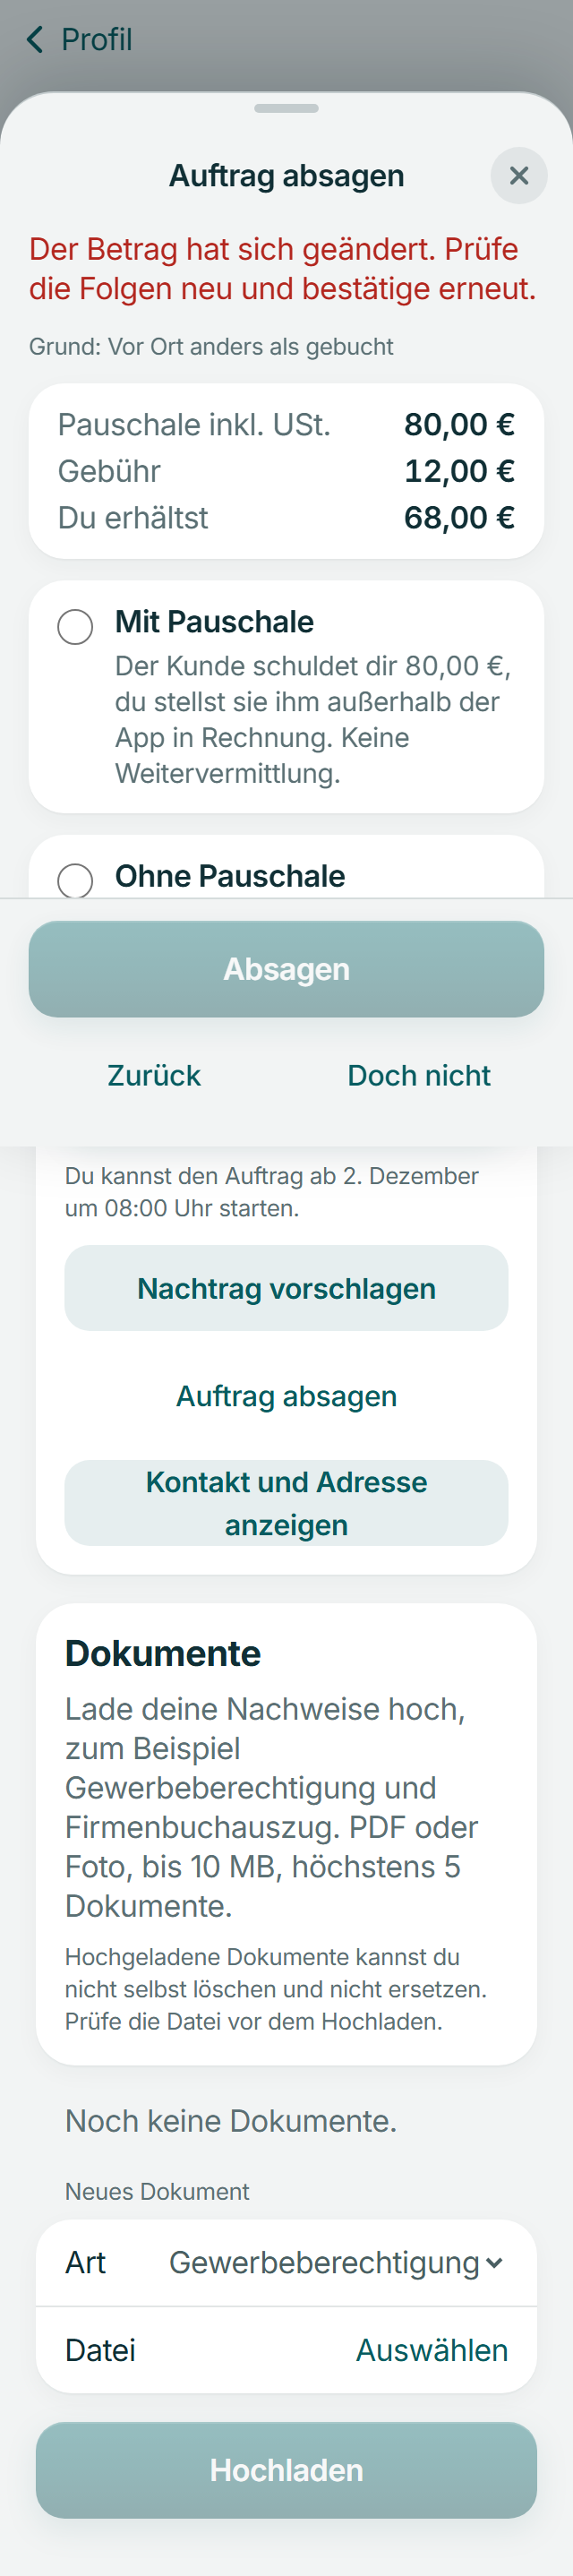 Profil
Auftrag absagen
Der Betrag hat sich geändert. Prüfe
die Folgen neu und bestätige erneut.
Grund: Vor Ort anders als gebucht
Pauschale inkl. USt. 80,00 €
Gebühr 12,00 €
Du erhältst 68,00 €
Mit Pauschale
Der Kunde schuldet dir 80,00 €,
du stellst sie ihm außerhalb der
App in Rechnung. Keine
Weitervermittlung.
Ohne Pauschale
Absagen
Zurück Doch nicht
Du kannst den Auftrag ab 2. Dezember
um 08:00 Uhr starten.
Nachtrag vorschlagen
Auftrag absagen
Kontakt und Adresse
anzeigen
Dokumente
Lade deine Nachweise hoch,
zum Beispiel
Gewerbeberechtigung und
Firmenbuchauszug. PDF oder
Foto, bis 10 MB, höchstens 5
Dokumente.
Hochgeladene Dokumente kannst du
nicht selbst löschen und nicht ersetzen.
Prüfe die Datei vor dem Hochladen.
Noch keine Dokumente.
Neues Dokument
Art Gewerbeberechtigung
Datei Auswählen
Hochladen